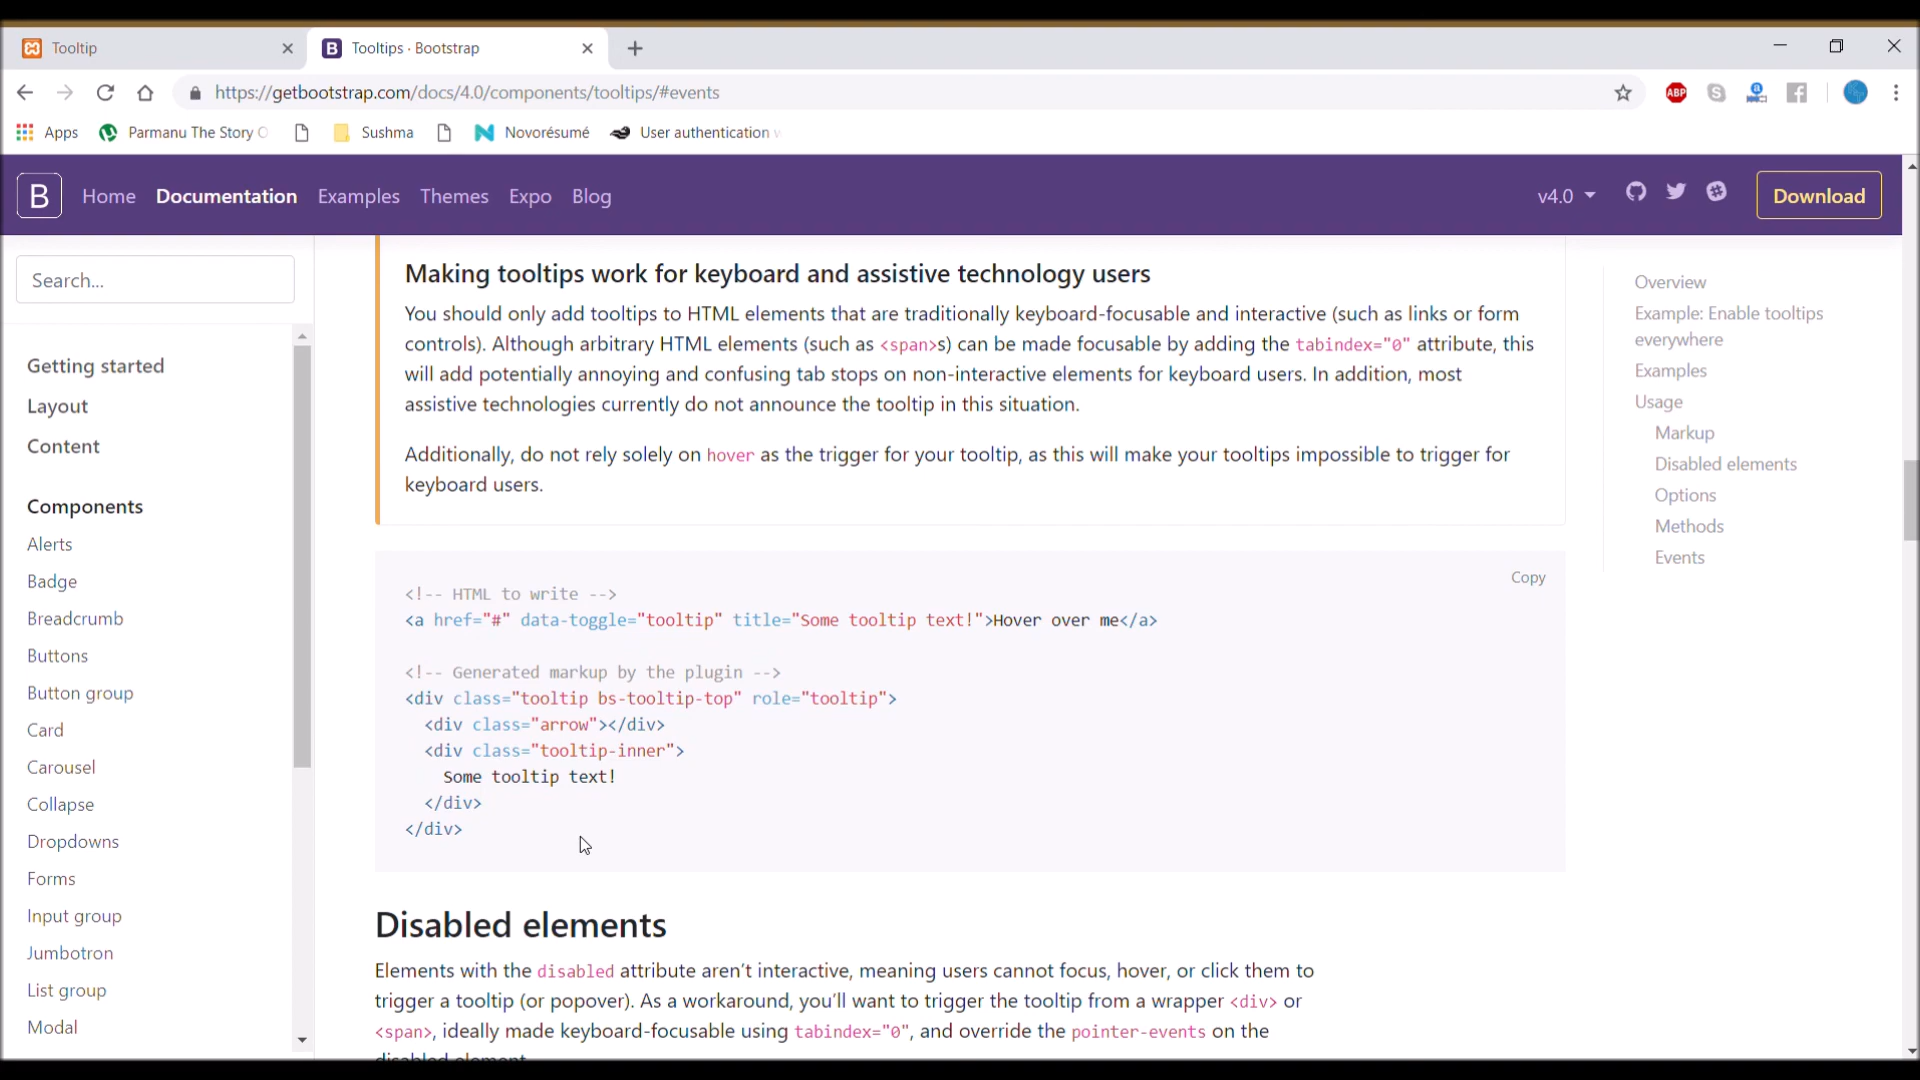 Tooltip
B Tooltips · Bootstrap
https://getbootstrap.com/docs/4.0/components/tooltips/#events
ABP
Apps
Parmanu The Story O
Sushma
Novorésumé
User authentication w
B Home Documentation Examples Themes Expo Blog v4.0 Download
Search...
Getting started
Layout
Content
Components
Alerts
Badge
Breadcrumb
Buttons
Button group
Card
Carousel
Collapse
Dropdowns
Forms
Input group
Jumbotron
List group
Modal
Making tooltips work for keyboard and assistive technology users
You should only add tooltips to HTML elements that are traditionally keyboard-focusable and interactive (such as links or form
controls). Although arbitrary HTML elements (such as <span>s) can be made focusable by adding the tabindex="0" attribute, this
will add potentially annoying and confusing tab stops on non-interactive elements for keyboard users. In addition, most
assistive technologies currently do not announce the tooltip in this situation.
Additionally, do not rely solely on hover as the trigger for your tooltip, as this will make your tooltips impossible to trigger for
keyboard users.
Copy
<!-- HTML to write -->
<a href="#" data-toggle="tooltip" title="Some tooltip text!">Hover over me</a>
<!-- Generated markup by the plugin -->
<div class="tooltip bs-tooltip-top" role="tooltip">
<div class="arrow"></div>
<div class="tooltip-inner">
Some tooltip text!
</div>
</div>
Disabled elements
Elements with the disabled attribute aren't interactive, meaning users cannot focus, hover, or click them to
trigger a tooltip (or popover). As a workaround, you'll want to trigger the tooltip from a wrapper <div> or
<span>, ideally made keyboard-focusable using tabindex="0", and override the pointer-events on the
disabled element.
Overview
Example: Enable tooltips
everywhere
Examples
Usage
Markup
Disabled elements
Options
Methods
Events